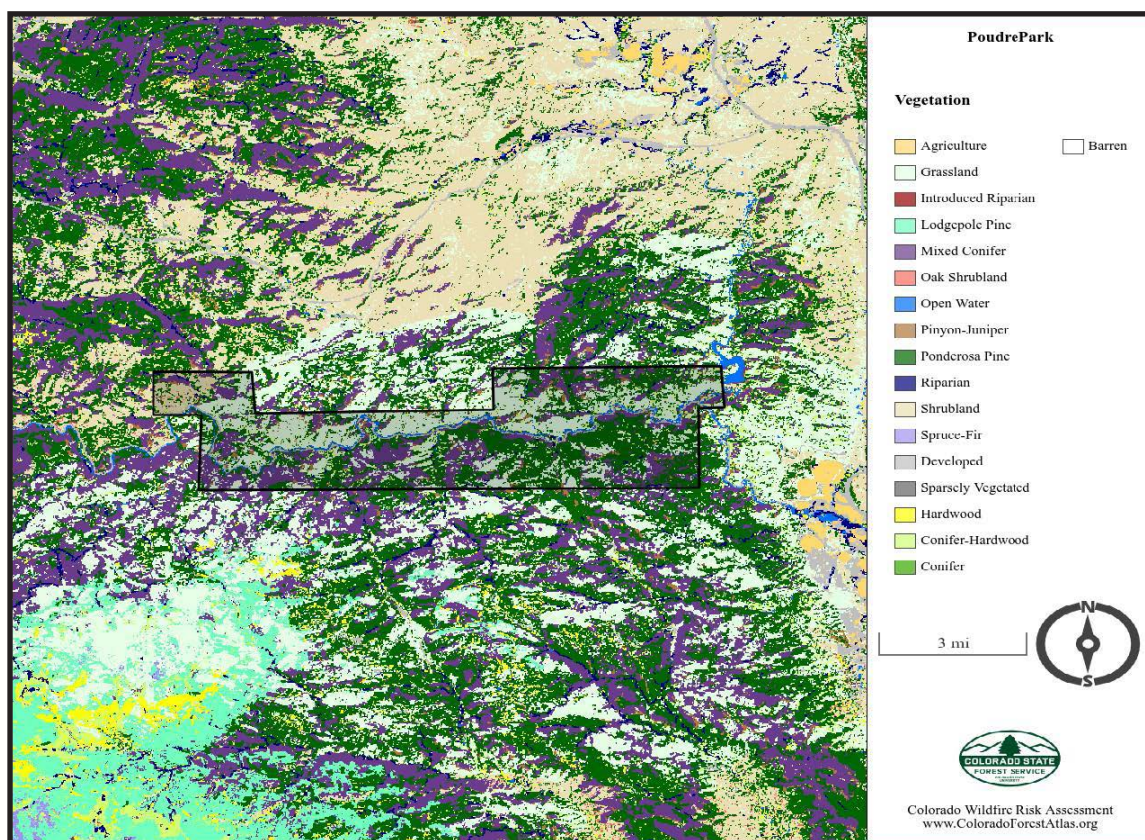 PoudrePark
Vegetation
Agriculture
Barren
Grassland
Introduced Riparian
Lodgepole Pine
Mixed Conifer
Oak Shrubland
Open Water
Pinyon-Juniper
Ponderosa Pine
Riparian
Shrubland
Spruce-Fir
Developed
Sparsely Vegetated
Hardwood
Conifer-Hardwood
Conifer
3 mi
N
S
COLORADO STATE
FOREST SERVICE
Colorado Wildfire Risk Assessment
www.ColoradoForestAtlas.org